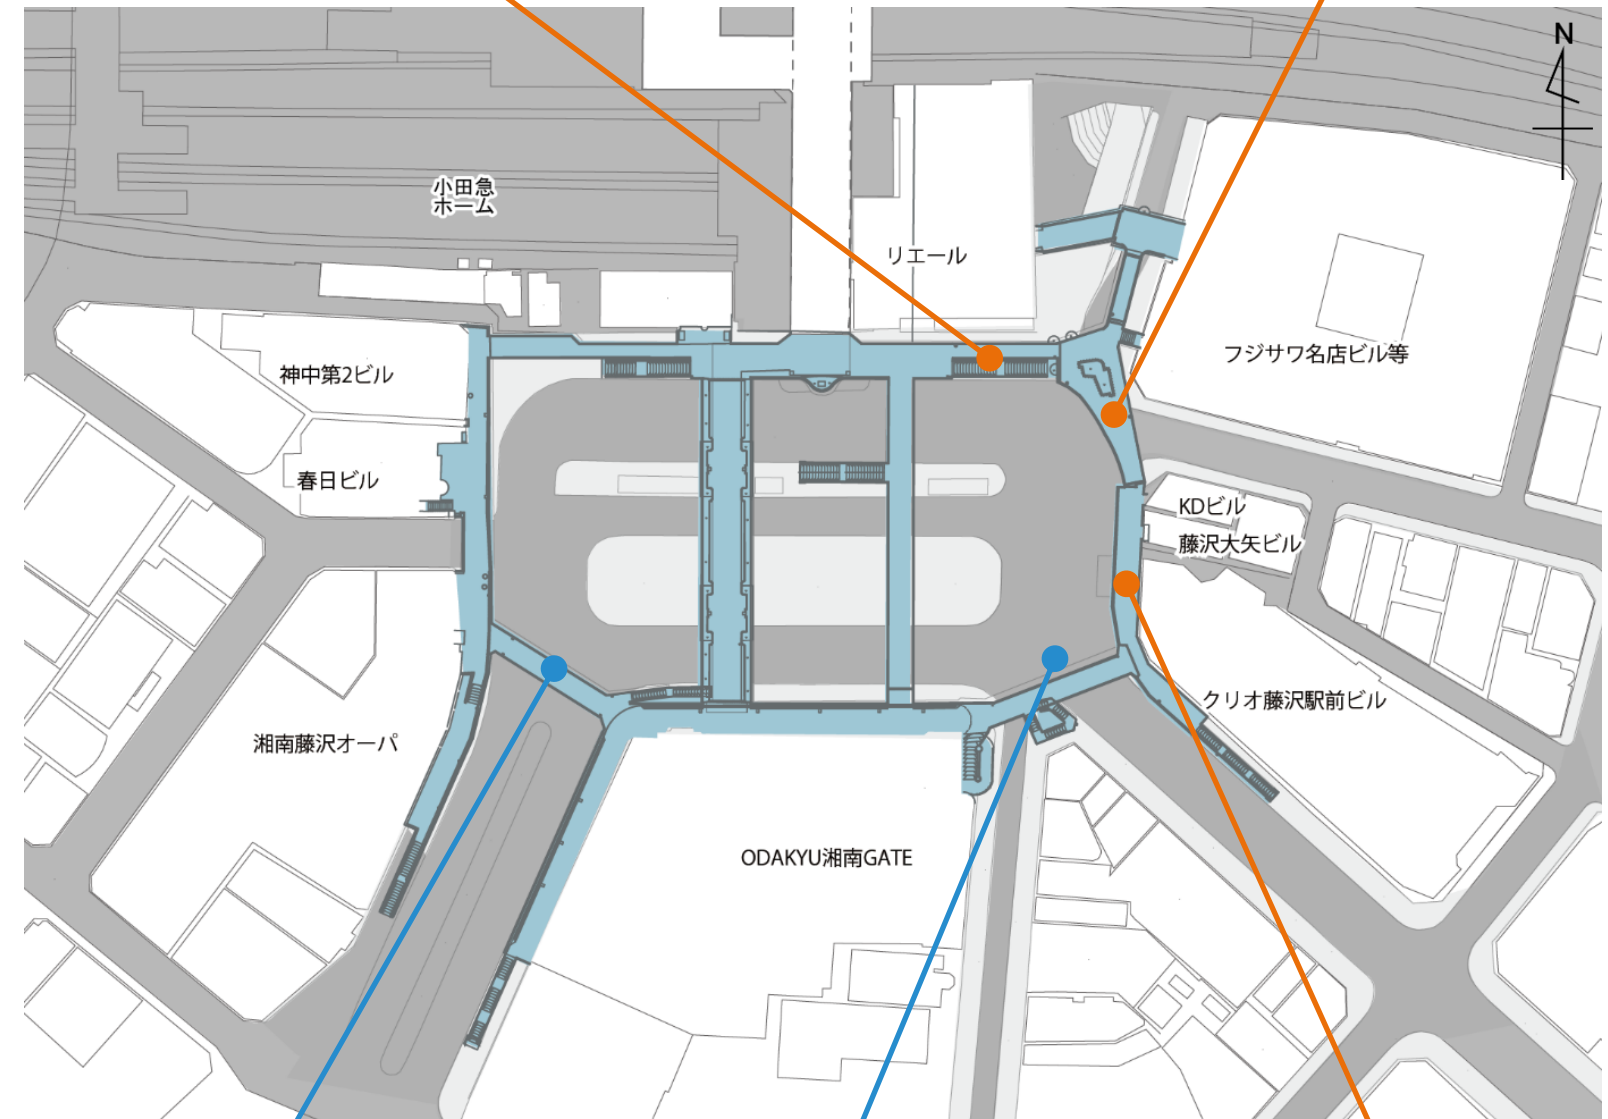 N
小田急
ホーム
リエール
フジサワ名店ビル等
神中第2ビル
春日ビル
KDビル
藤沢大矢ビル
クリオ藤沢駅前ビル
湘南藤沢オーパ
ODAKYU湘南GATE